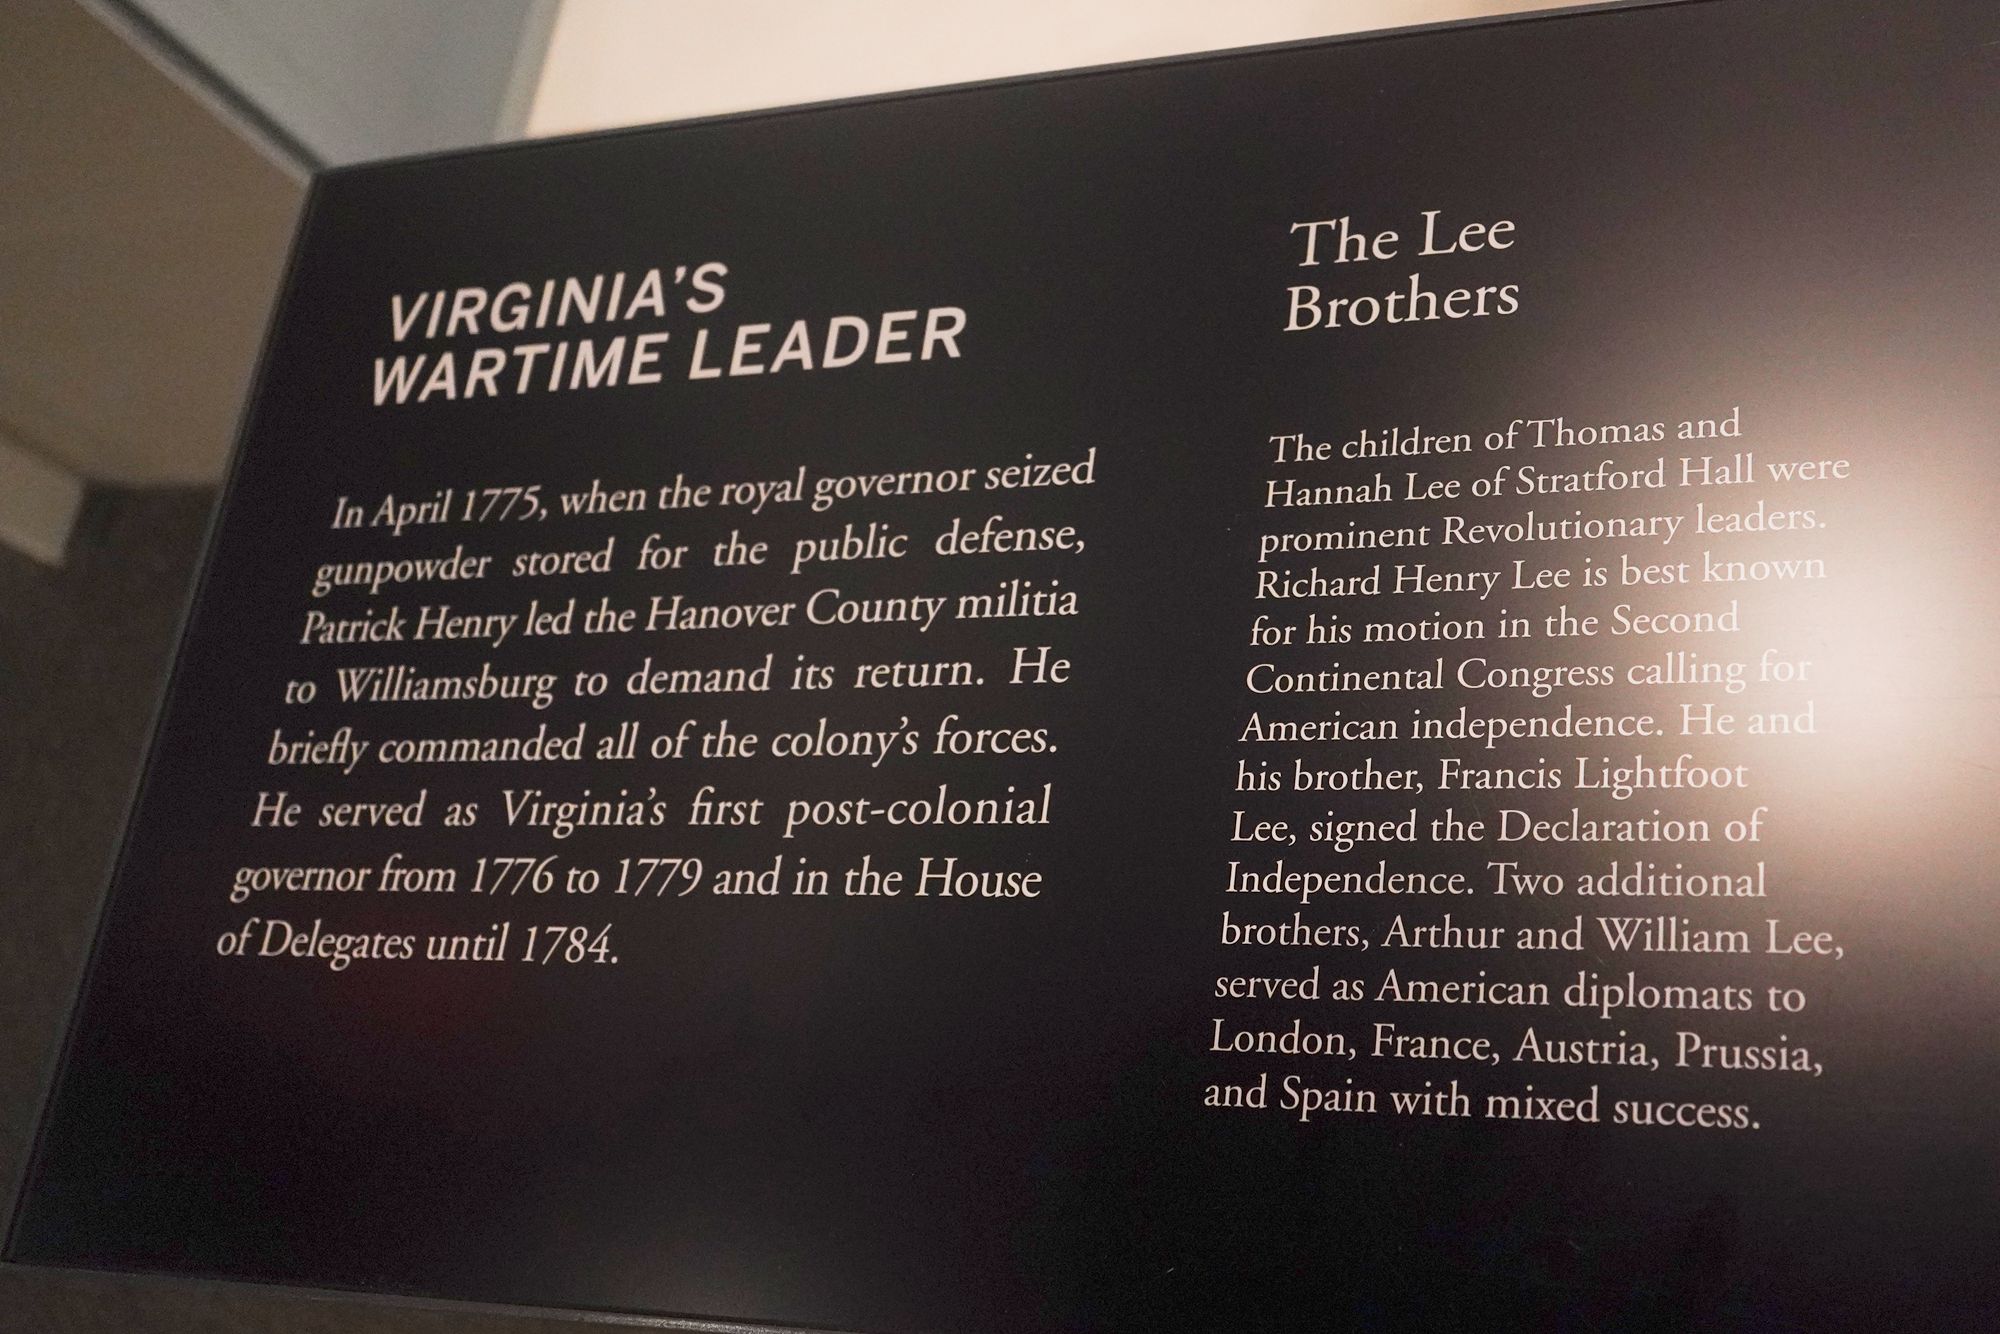 VIRGINIA'S
WARTIME LEADER
In April 1775, when the royal governor seized
gunpowder stored for the public defense,
Patrick Henry led the Hanover County militia
to Williamsburg to demand its return. He
briefly commanded all of the colony's forces.
He served as Virginia's first post-colonial
governor from 1776 to 1779 and in the House
of Delegates until 1784.
The Lee
Brothers
The children of Thomas and
Hannah Lee of Stratford Hall were
prominent Revolutionary leaders.
Richard Henry Lee is best known
for his motion in the Second
Continental Congress calling for
American independence. He and
his brother, Francis Lightfoot
Lee, signed the Declaration of
Independence. Two additional
brothers, Arthur and William Lee,
served as American diplomats to
London, France, Austria, Prussia,
and Spain with mixed success.